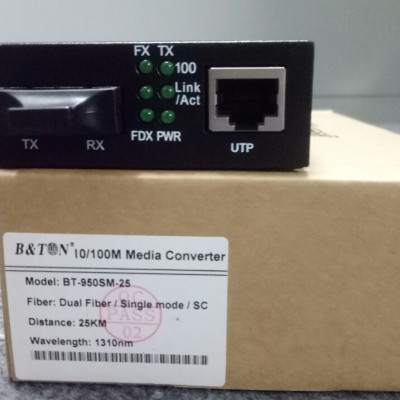 FX TX
100
Link
/Act
FDX PWR
TX RX
UTP
B&TON® 10/100M Media Converter
Model: BT-950SM-25
Fiber: Dual Fiber / Single mode / SC
Distance: 25KM
Wavelength: 1310nm
QC
PASS
02